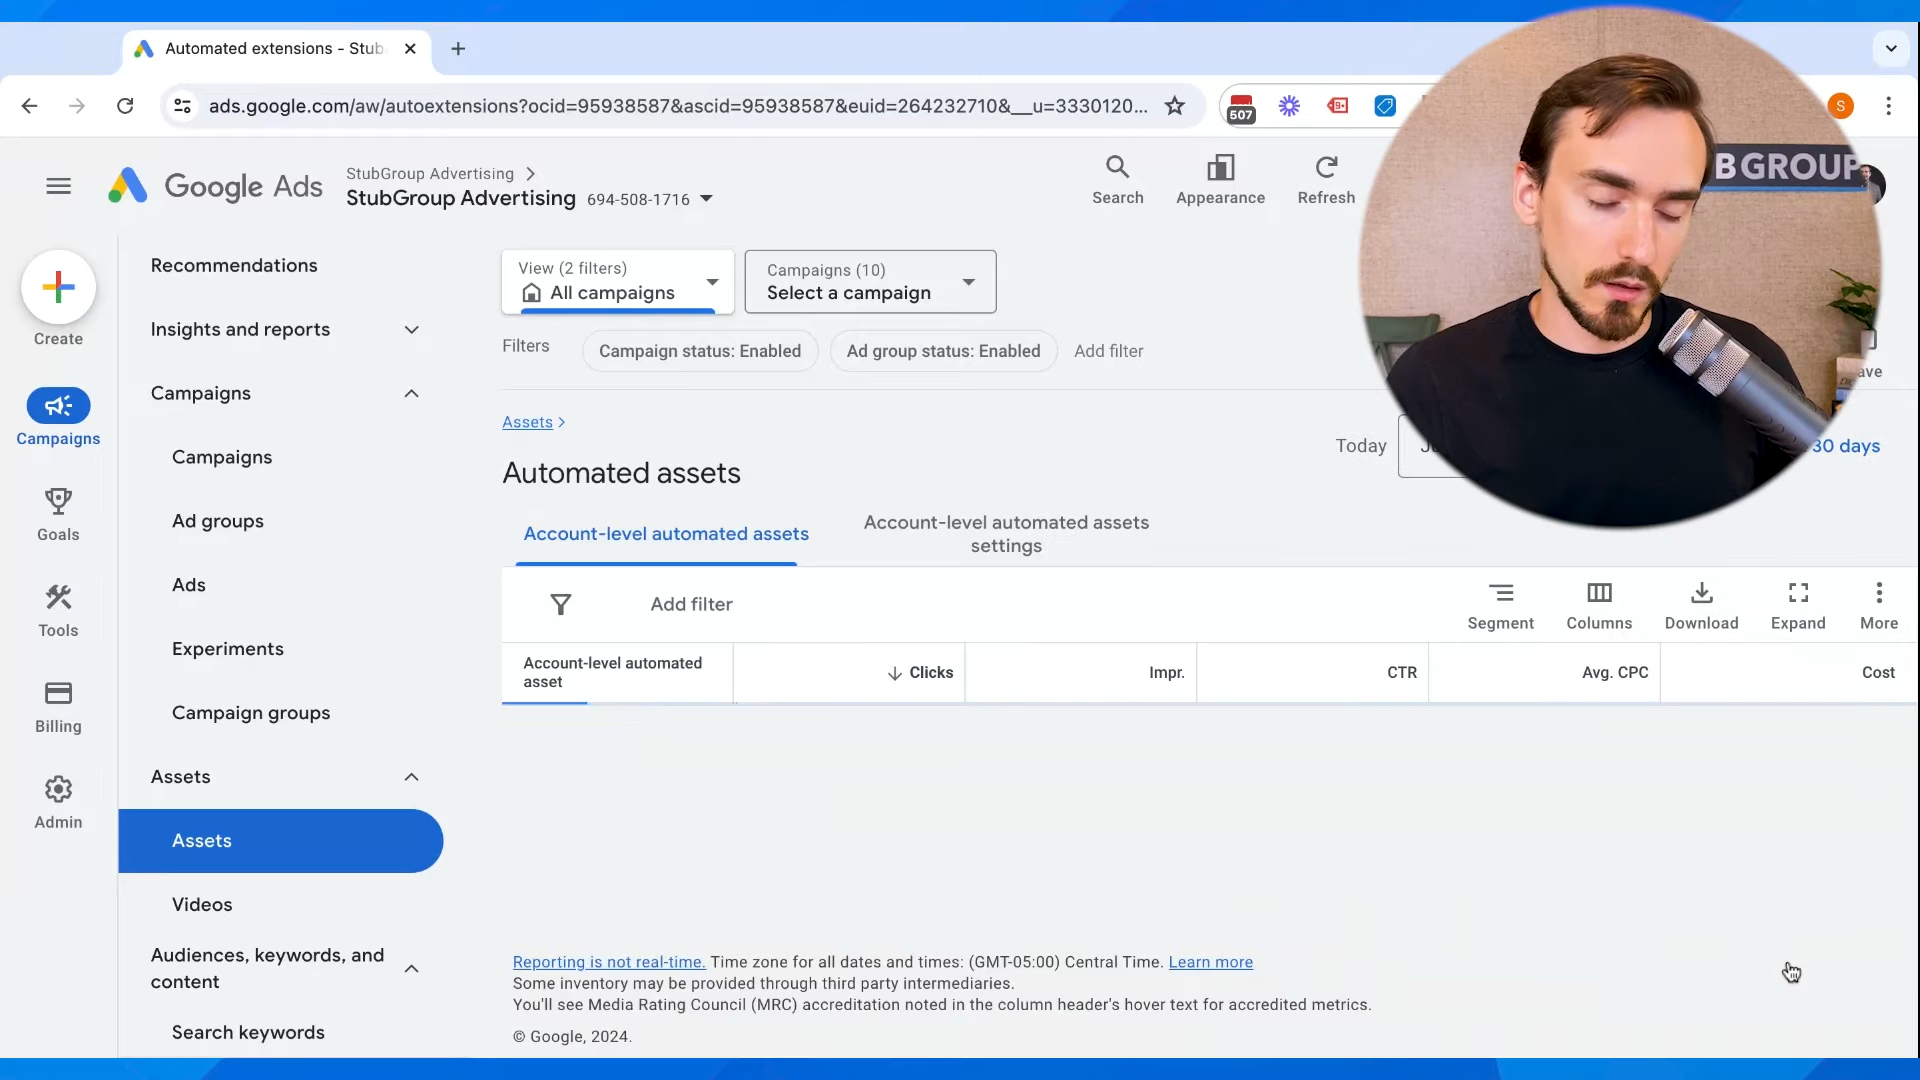 Automated extensions - Stub
ads.google.com/aw/autoextensions?ocid=95938587&ascid=95938587&euid=264232710&__u=3330120...
507
9+
S
Google Ads
StubGroup Advertising
StubGroup Advertising 694-508-1716
Search
Appearance
Refresh
B GROUP
Create
Campaigns
Goals
Tools
Billing
Admin
Recommendations
Insights and reports
Campaigns
Campaigns
Ad groups
Ads
Experiments
Campaign groups
Assets
Assets
Videos
Audiences, keywords, and
content
Search keywords
View (2 filters)
All campaigns
Campaigns (10)
Select a campaign
Filters
Campaign status: Enabled
Ad group status: Enabled
Add filter
Assets
Today
30 days
Automated assets
Account-level automated assets
Account-level automated assets
settings
Add filter
Segment
Columns
Download
Expand
More
Account-level automated
asset
Clicks
Impr.
CTR
Avg. CPC
Cost
Reporting is not real-time. Time zone for all dates and times: (GMT-05:00) Central Time. Learn more
Some inventory may be provided through third party intermediaries.
You'll see Media Rating Council (MRC) accreditation noted in the column header's hover text for accredited metrics.
© Google, 2024.